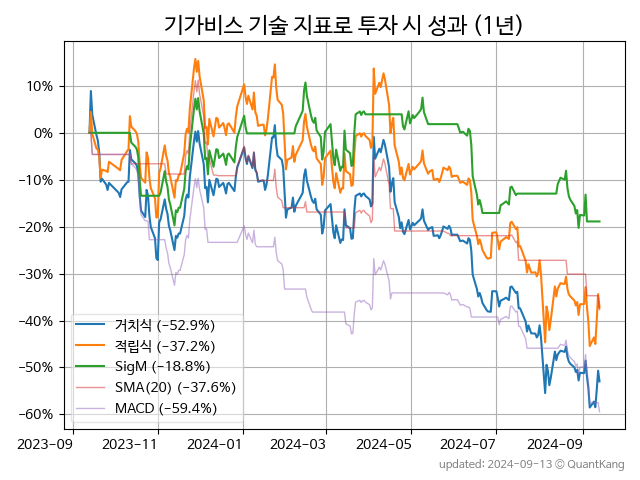 기가비스 기술 지표로 투자 시 성과 (1년)
10%
0%
−10%
−20%
−30%
−40%
−50%
−60%
거치식 (−52.9%)
적립식 (−37.2%)
SigM (−18.8%)
SMA(20) (−37.6%)
MACD (−59.4%)
2023-09 2023-11 2024-01 2024-03 2024-05 2024-07 2024-09
updated: 2024-09-13 © QuantKang